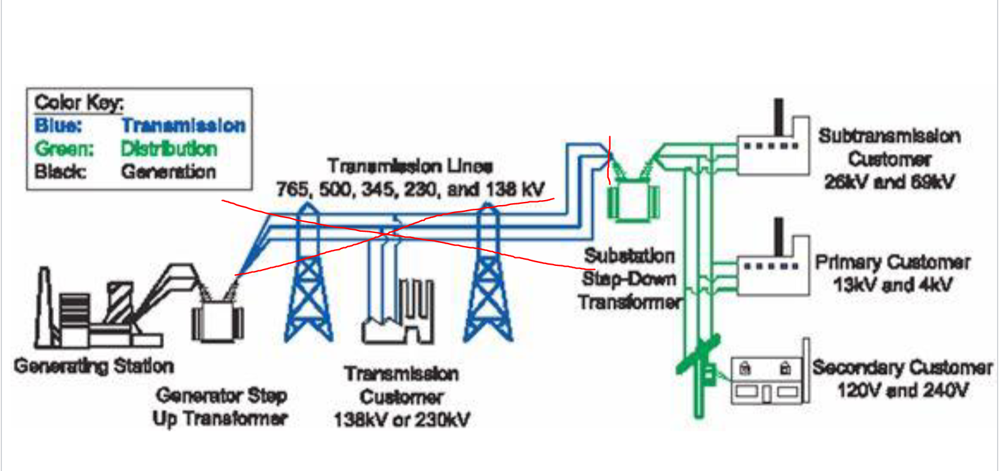 Color Key:
Blue: Transmission
Green: Distribution
Black: Generation
Transmission Lines
765, 500, 345, 230, and 138 kV
Subtransmission
Customer
26kV and 69kV
Substation
Step-Down
Transformer
Primary Customer
13kV and 4kV
Generating Station
Generator Step
Up Transformer
Transmission
Customer
138kV or 230kV
Secondary Customer
120V and 240V